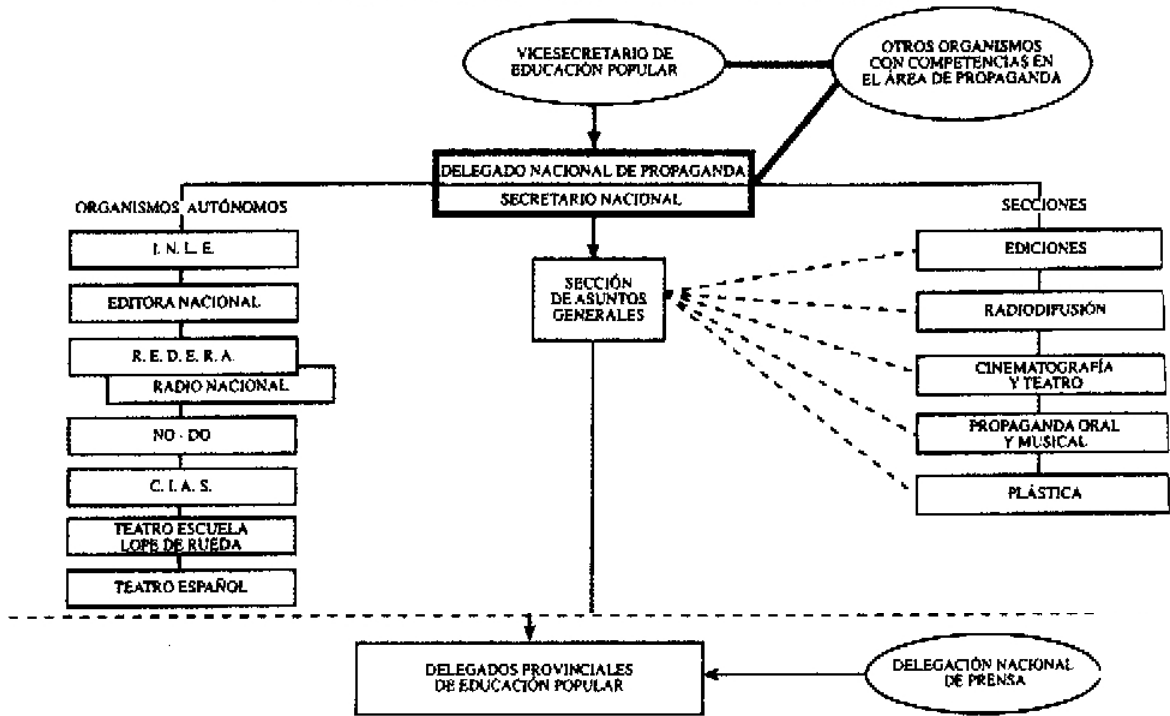 VICESECRETARIO DE
EDUCACIÓN POPULAR
OTROS ORGANISMOS
CON COMPETENCIAS EN
EL ÁREA DE PROPAGANDA
DELEGADO NACIONAL DE PROPAGANDA
SECRETARIO NACIONAL
ORGANISMOS AUTÓNOMOS
I. N. L. E.
EDITORA NACIONAL
R. E. D. E. R. A.
RADIO NACIONAL
NO - DO
C. I. A. S.
TEATRO ESCUELA
LOPE DE RUEDA
TEATRO ESPAÑOL
SECCIÓN
DE ASUNTOS
GENERALES
SECCIONES
EDICIONES
RADIODIFUSIÓN
CINEMATOGRAFÍA
Y TEATRO
PROPAGANDA ORAL
Y MUSICAL
PLÁSTICA
DELEGADOS PROVINCIALES
DE EDUCACIÓN POPULAR
DELEGACIÓN NACIONAL
DE PRENSA